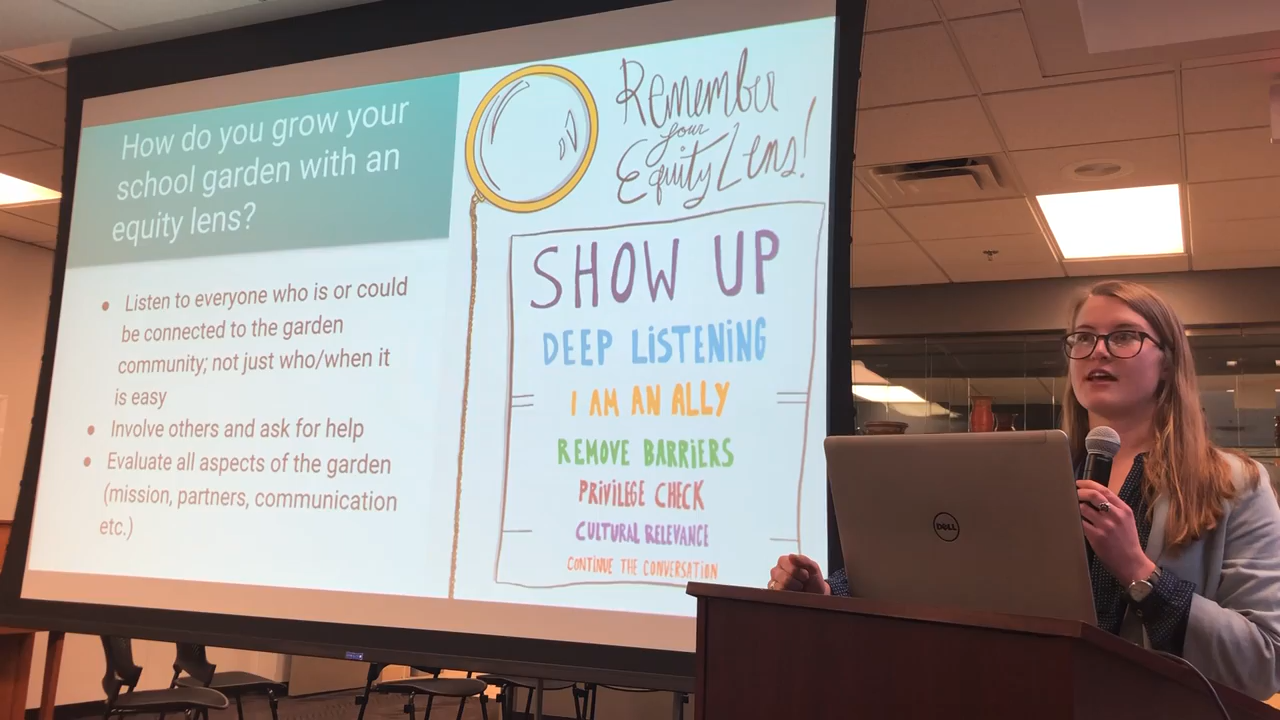 How do you grow your
school garden with an
equity lens?
Listen to everyone who is or could
be connected to the garden
community; not just who/when it
is easy
Involve others and ask for help
Evaluate all aspects of the garden
(mission, partners, communication
etc.)
Remember
your
Equity Lens!
SHOW UP
DEEP LiSTENiNG
I AM AN ALLY
REMOVE BARRiERS
PRiViLEGE CHECK
CULTURAL RELEVANCE
CONTiNUE THE CONVERSATiON
DELL